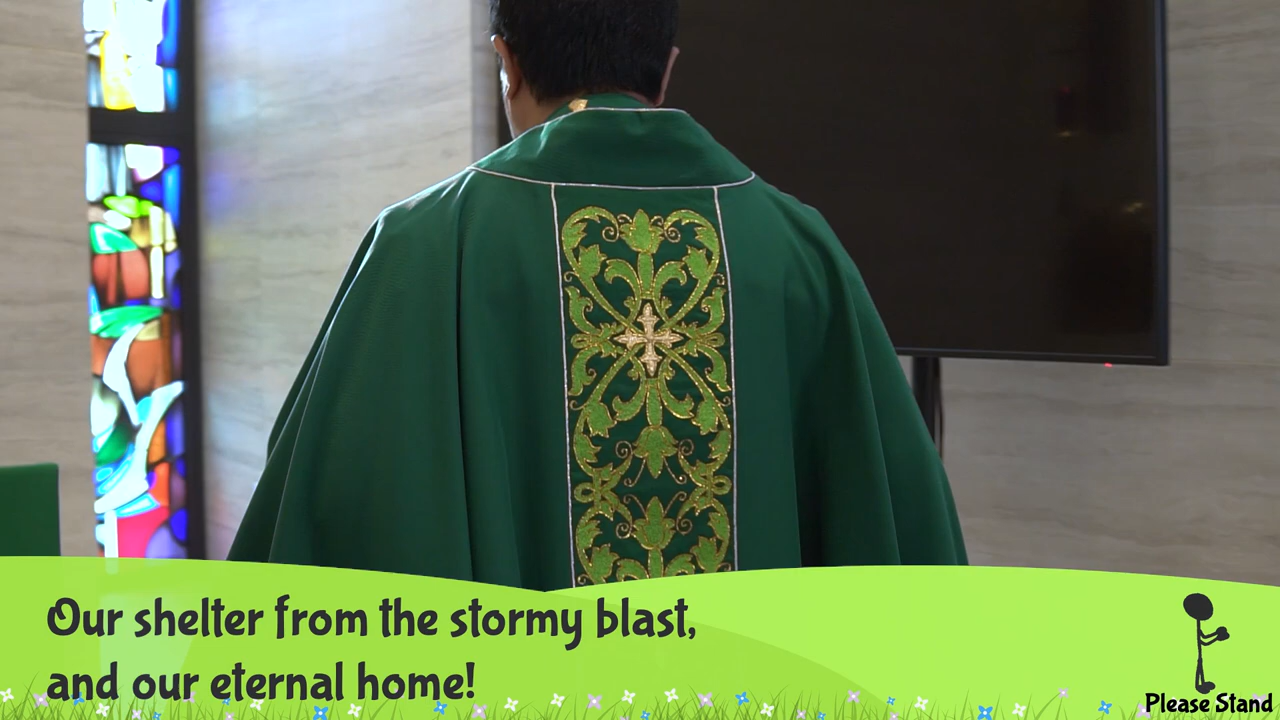 Our shelter from the stormy blast,
and our eternal home!
Please Stand